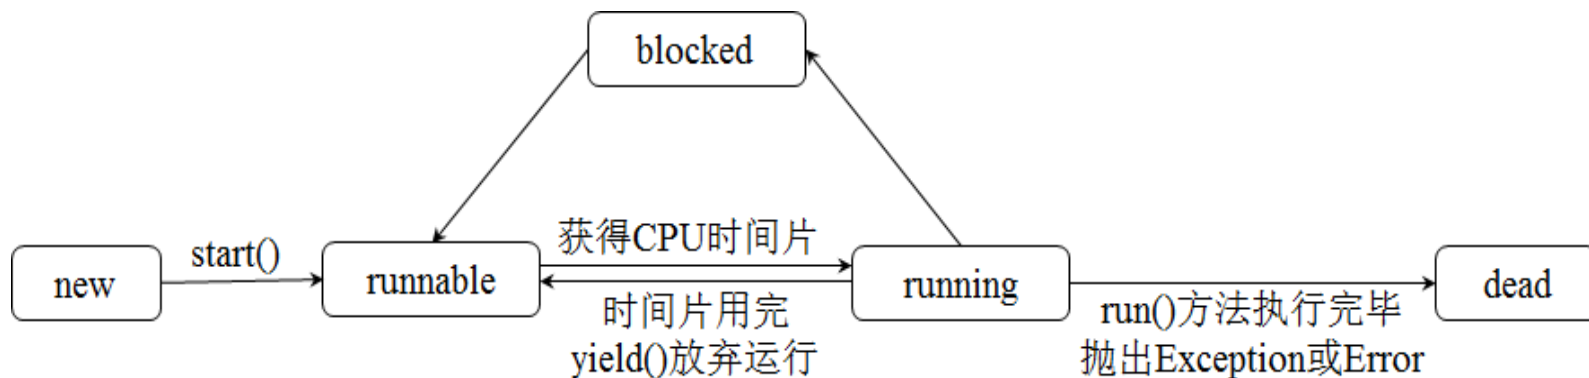 blocked
start()
获得CPU时间片
new
runnable
running
dead
时间片用完
yield()放弃运行
run()方法执行完毕
抛出Exception或Error